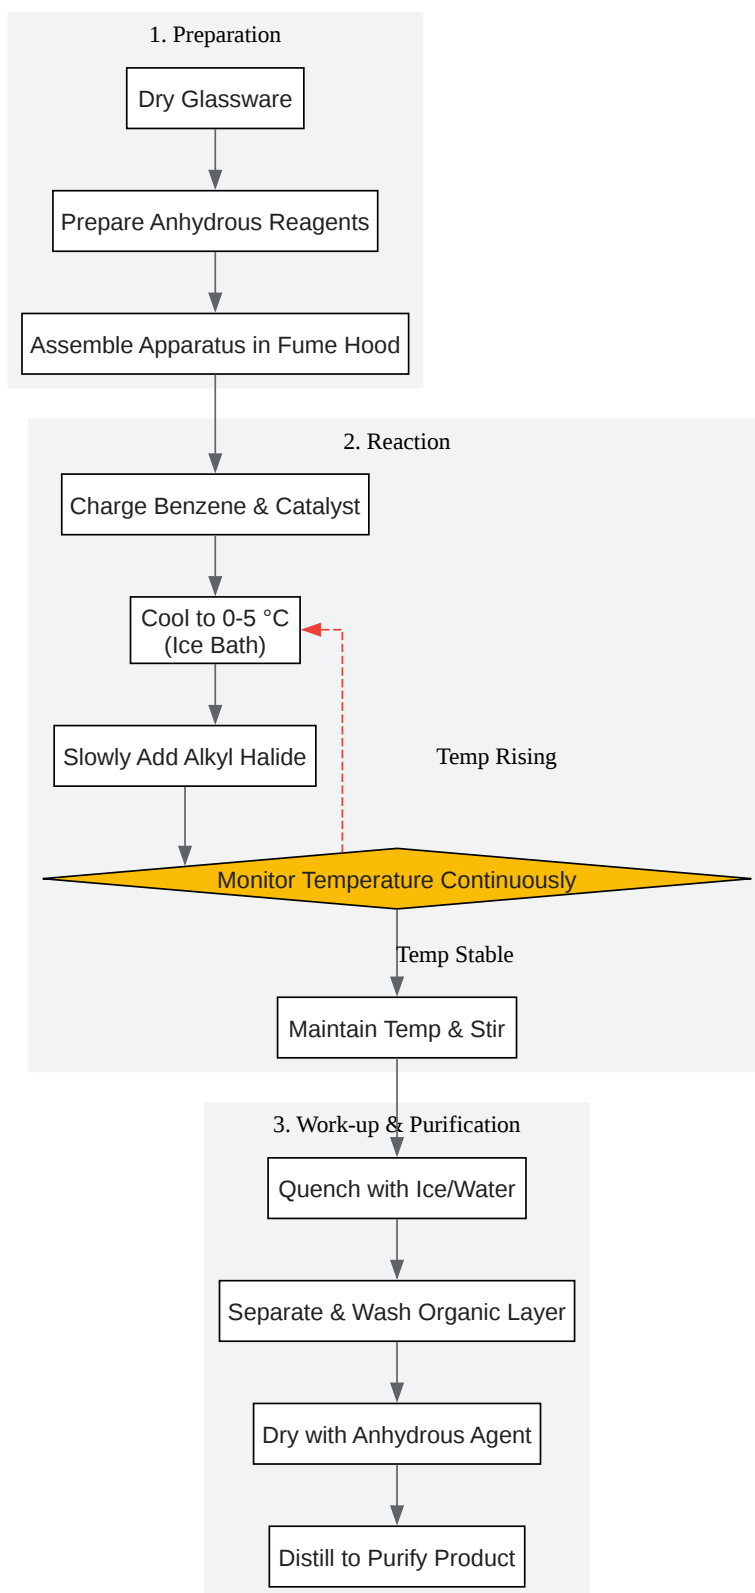 1. Preparation
Dry Glassware
Prepare Anhydrous Reagents
Assemble Apparatus in Fume Hood
2. Reaction
Charge Benzene & Catalyst
Cool to 0-5 °C
(Ice Bath)
Slowly Add Alkyl Halide
Temp Rising
Monitor Temperature Continuously
Temp Stable
Maintain Temp & Stir
3. Work-up & Purification
Quench with Ice/Water
Separate & Wash Organic Layer
Dry with Anhydrous Agent
Distill to Purify Product